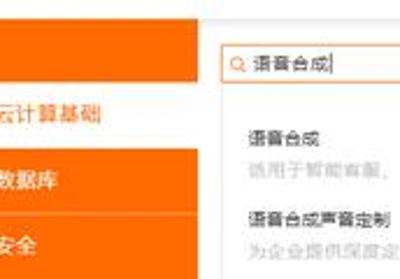 云计算基础
数据库
安全
语音合成
语音合成
适用于智能客服、
语音合成声音定制
为企业提供深度定